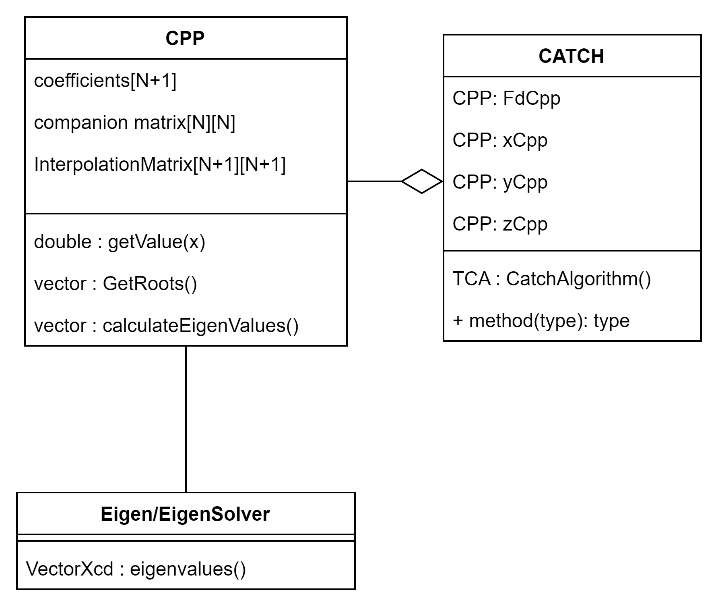 CPP
coefficients[N+1]
companion matrix[N][N]
InterpolationMatrix[N+1][N+1]
double : getValue(x)
vector : GetRoots()
vector : calculateEigenValues()
CATCH
CPP: FdCpp
CPP: xCpp
CPP: yCpp
CPP: zCpp
TCA : CatchAlgorithm()
+ method(type): type
Eigen/EigenSolver
VectorXcd : eigenvalues()